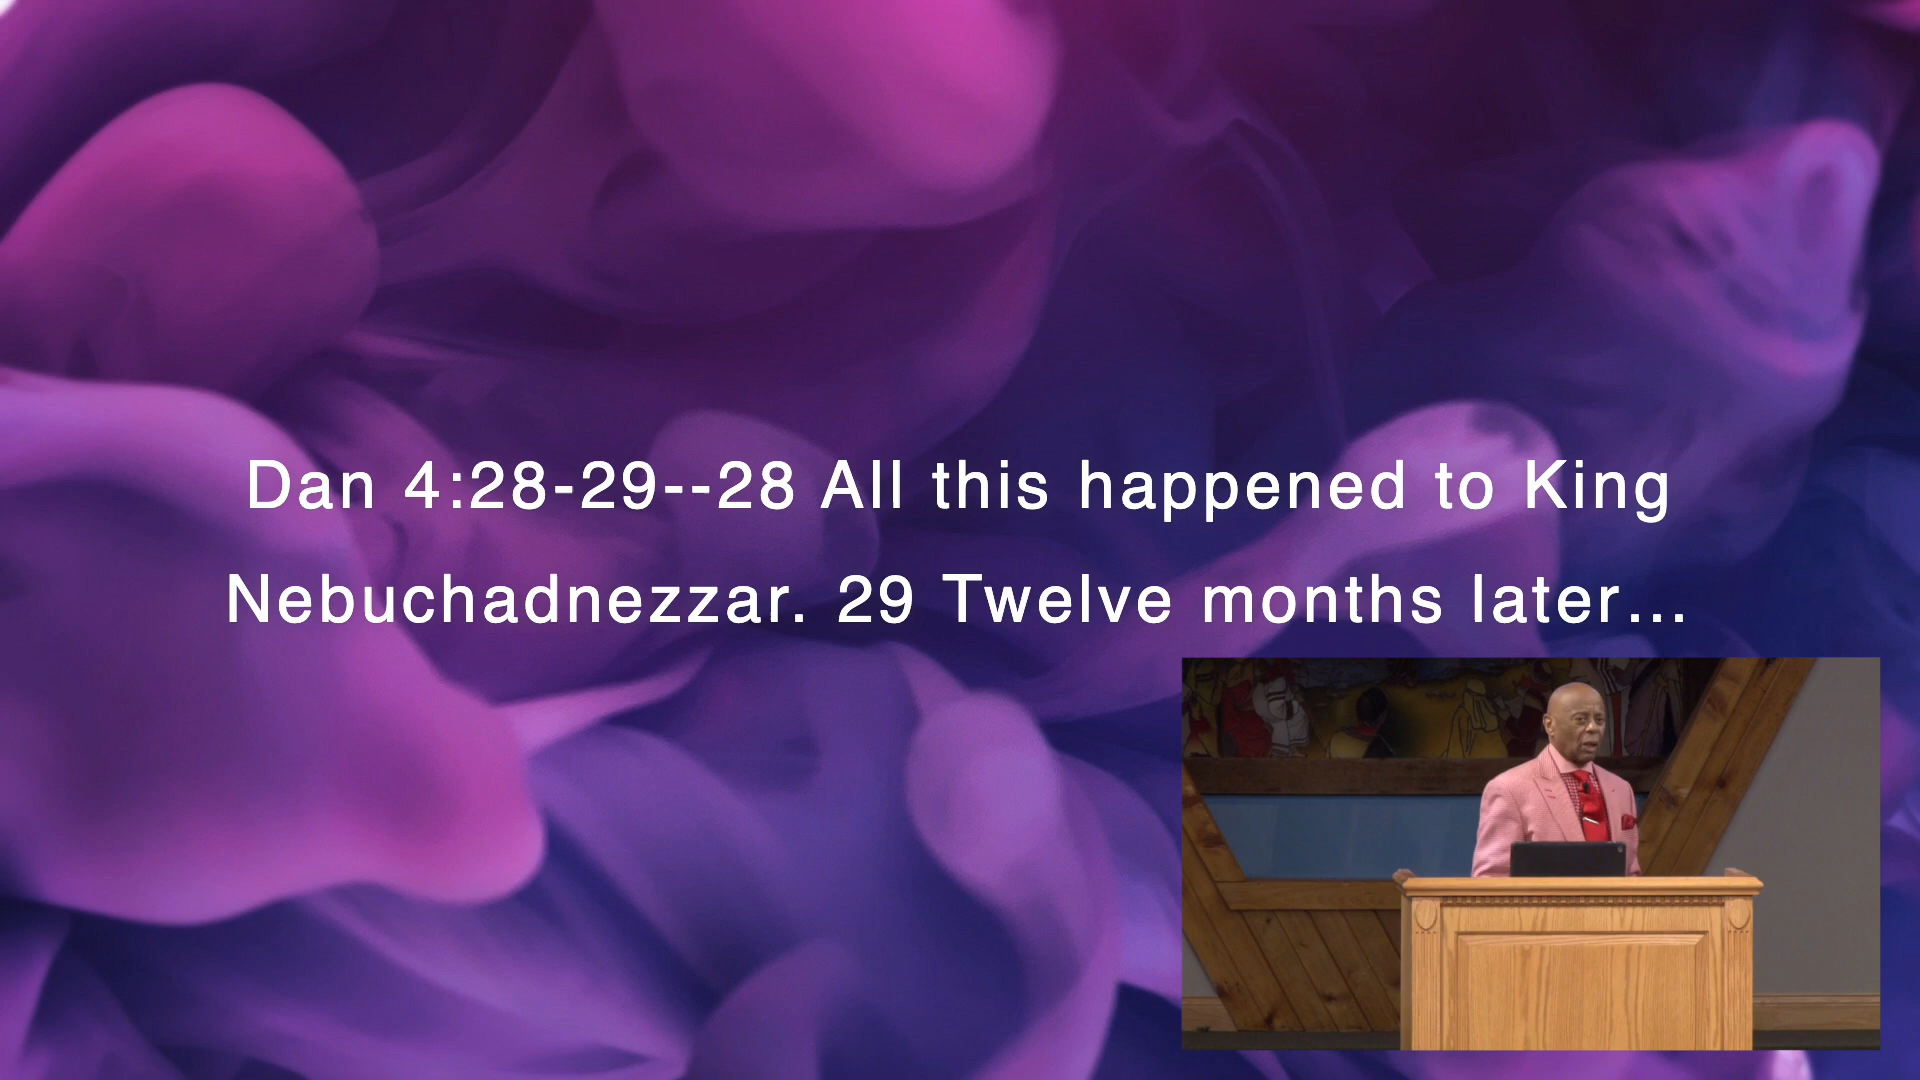 Dan 4:28-29--28 All this happened to King
Nebuchadnezzar. 29 Twelve months later...